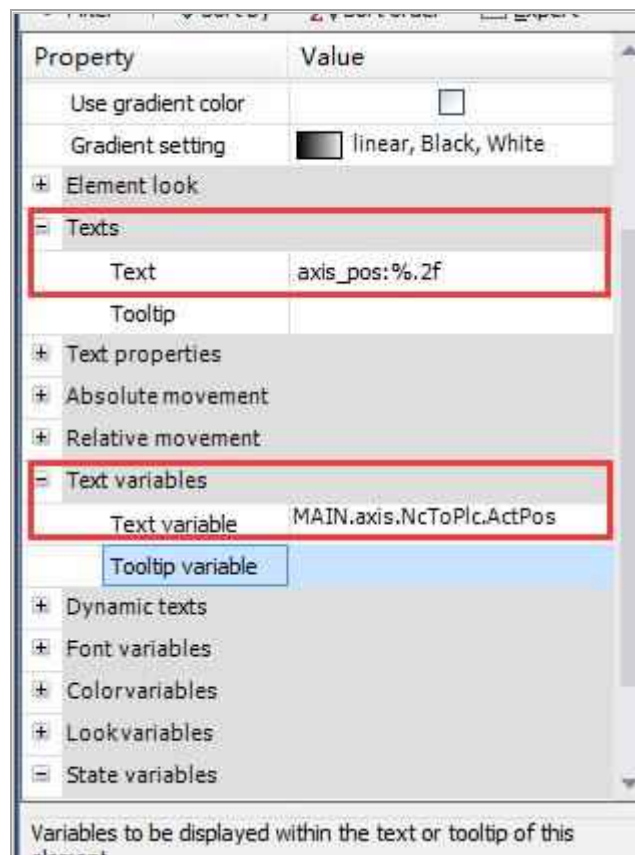 Property Value
Use gradient color
Gradient setting linear, Black, White
Element look
Texts
Text axis_pos:%.2f
Tooltip
Text properties
Absolute movement
Relative movement
Text variables
Text variable MAIN.axis.NcToPlc.ActPos
Tooltip variable
Dynamic texts
Font variables
Colorvariables
Lookvariables
State variables
Variables to be displayed within the text or tooltip of this